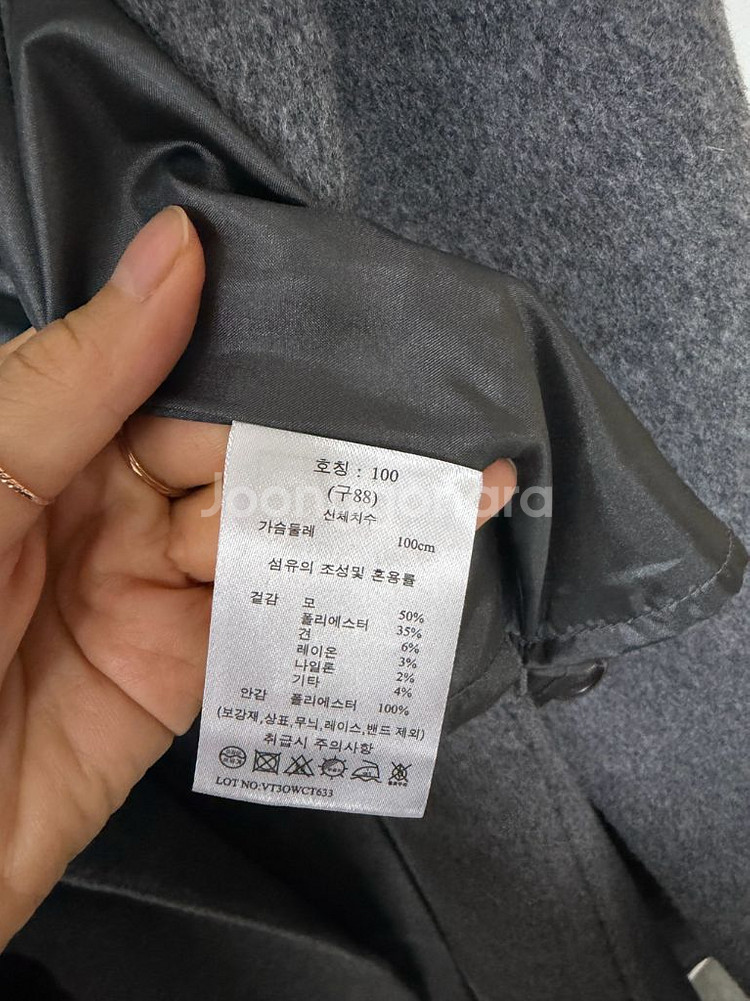 호칭 : 100
(구88)
신체치수
가슴둘레 100cm
섬유의 조성및 혼용률
겉감 모 50%
폴리에스터 35%
견 6%
레이온 3%
나일론 2%
기타 4%
안감 폴리에스터 100%
(보강재,상표,무늬,레이스,밴드 제외)
취급시 주의사항
LOT NO:VT3OWCT633
Joonggonara